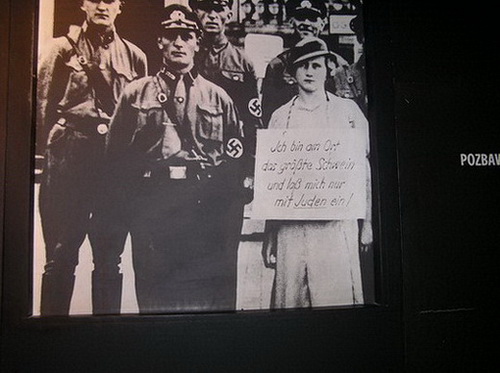 Ich bin am Ort
das größte Schwein
und laß mich nur
mit Juden ein!
POZBAW